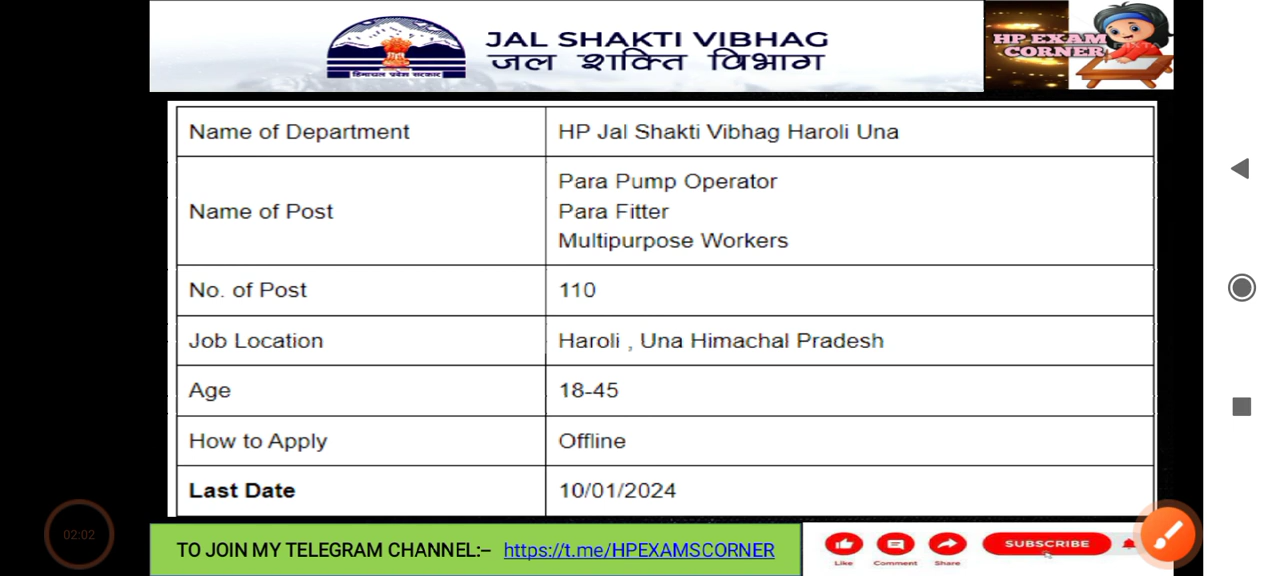 JAL SHAKTI VIBHAG
जल शक्ति विभाग
हिमाचल प्रदेश सरकार
HP EXAM
CORNER
Name of Department HP Jal Shakti Vibhag Haroli Una
Name of Post
Para Pump Operator
Para Fitter
Multipurpose Workers
No. of Post 110
Job Location Haroli , Una Himachal Pradesh
Age 18-45
How to Apply Offline
Last Date 10/01/2024
02:02
TO JOIN MY TELEGRAM CHANNEL:– https://t.me/HPEXAMSCORNER
Like Comment Share SUBSCRIBE